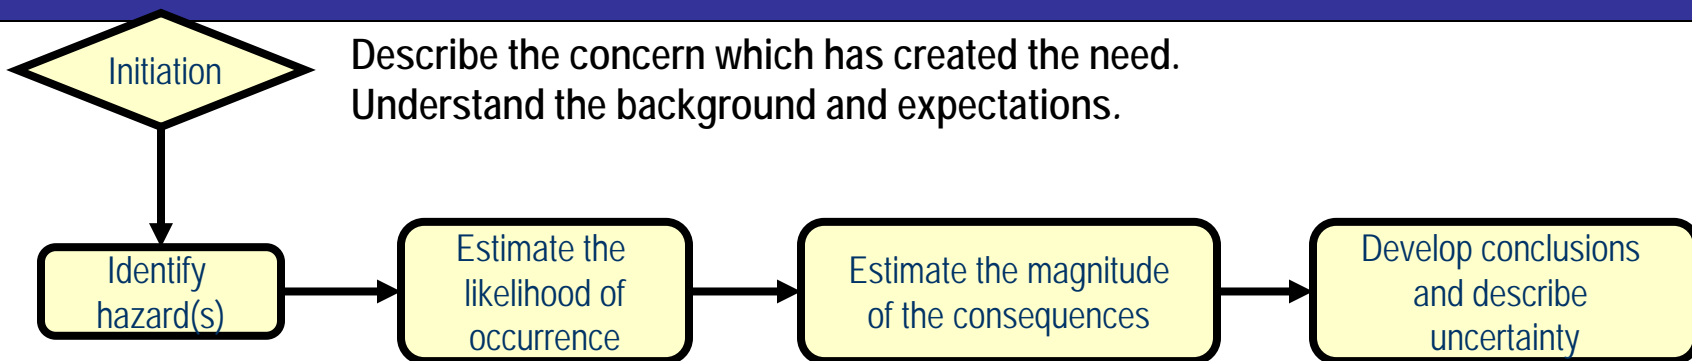 Initiation
Describe the concern which has created the need.
Understand the background and expectations.
Identify
hazard(s)
Estimate the
likelihood of
occurrence
Estimate the magnitude
of the consequences
Develop conclusions
and describe
uncertainty